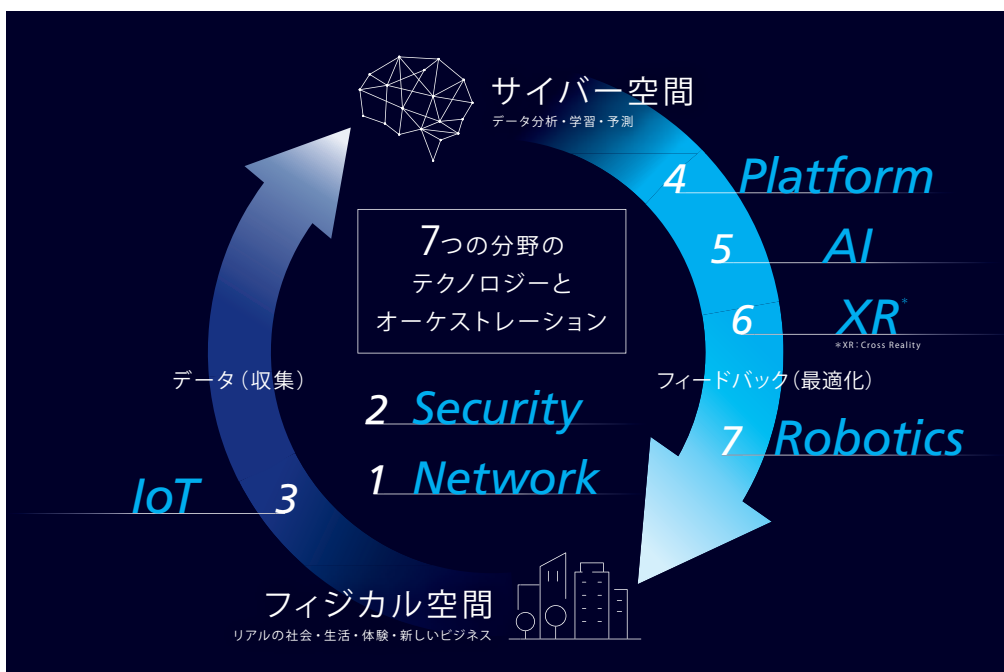 サイバー空間
データ分析・学習・予測
4 Platform
5 AI
6 XR*
*XR：Cross Reality
フィードバック（最適化）
7 Robotics
7つの分野の
テクノロジーと
オーケストレーション
2 Security
1 Network
データ（収集）
IoT 3
フィジカル空間
リアルの社会・生活・体験・新しいビジネス